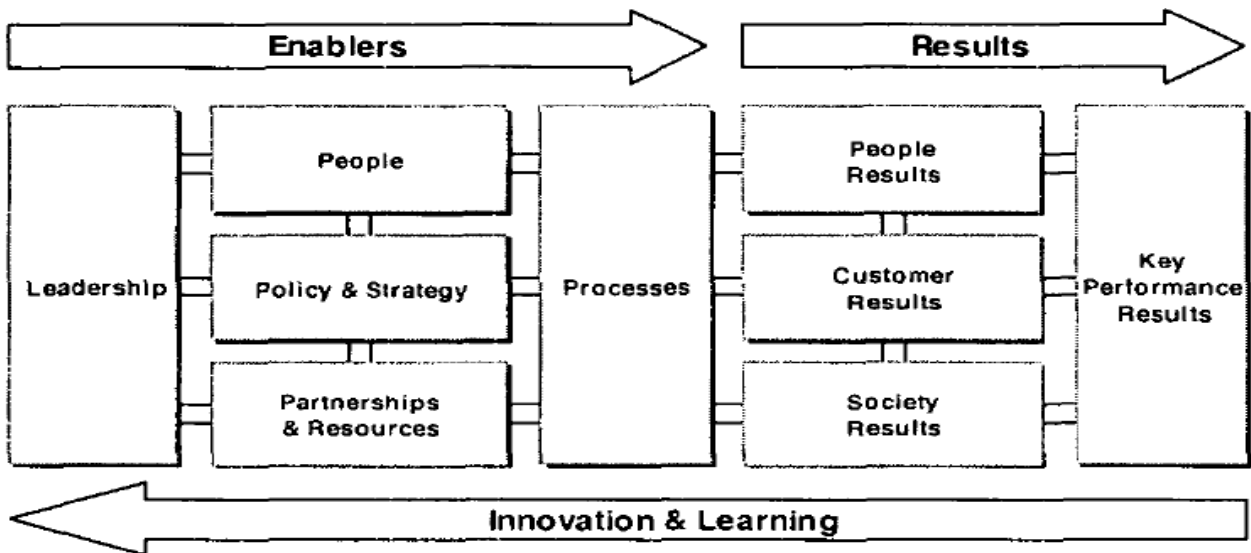 Enablers
Results
Leadership
People
Policy & Strategy
Partnerships
& Resources
Processes
People
Results
Customer
Results
Society
Results
Key
Performance
Results
Innovation & Learning